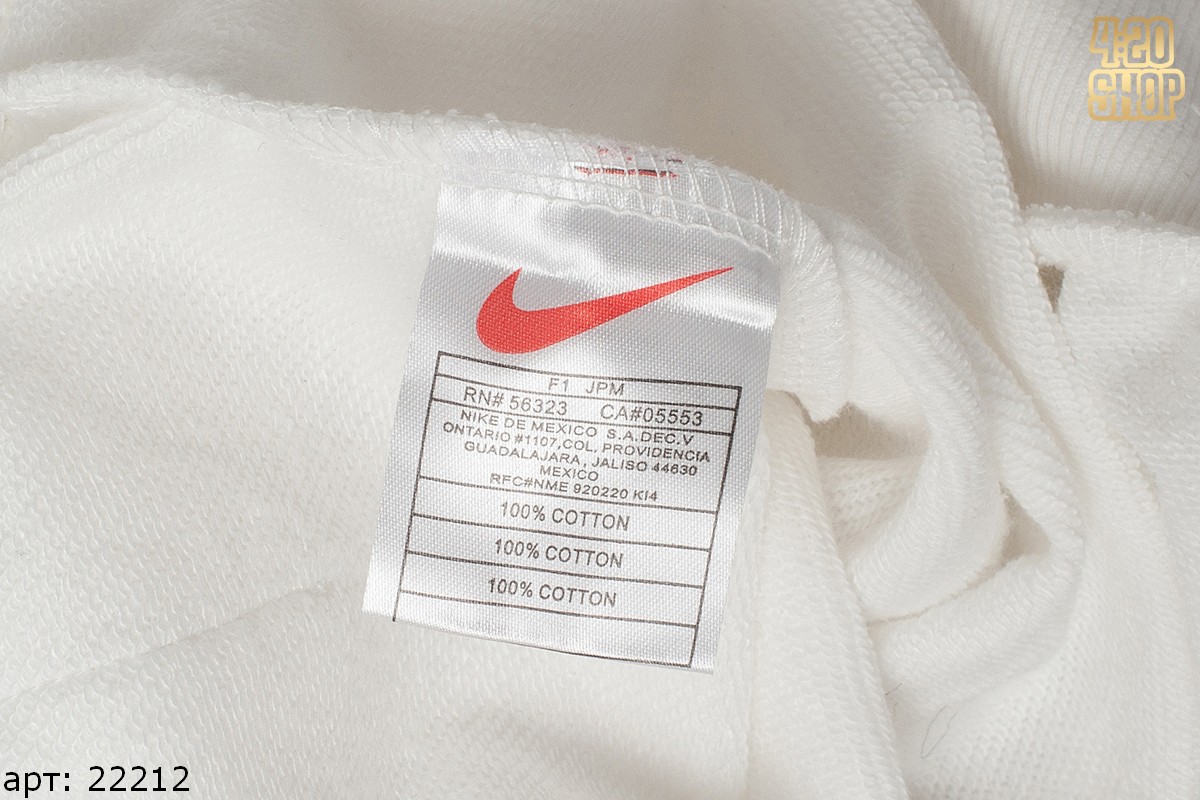 4:20
SHOP
F1 JPM
RN# 56323 CA#05553
NIKE DE MEXICO S.A.DEC.V
ONTARIO #1107,COL. PROVIDENCIA
GUADALAJARA, JALISO 44630
MEXICO
RFC#NME 920220 KI4
100% COTTON
100% COTTON
100% COTTON
арт: 22212